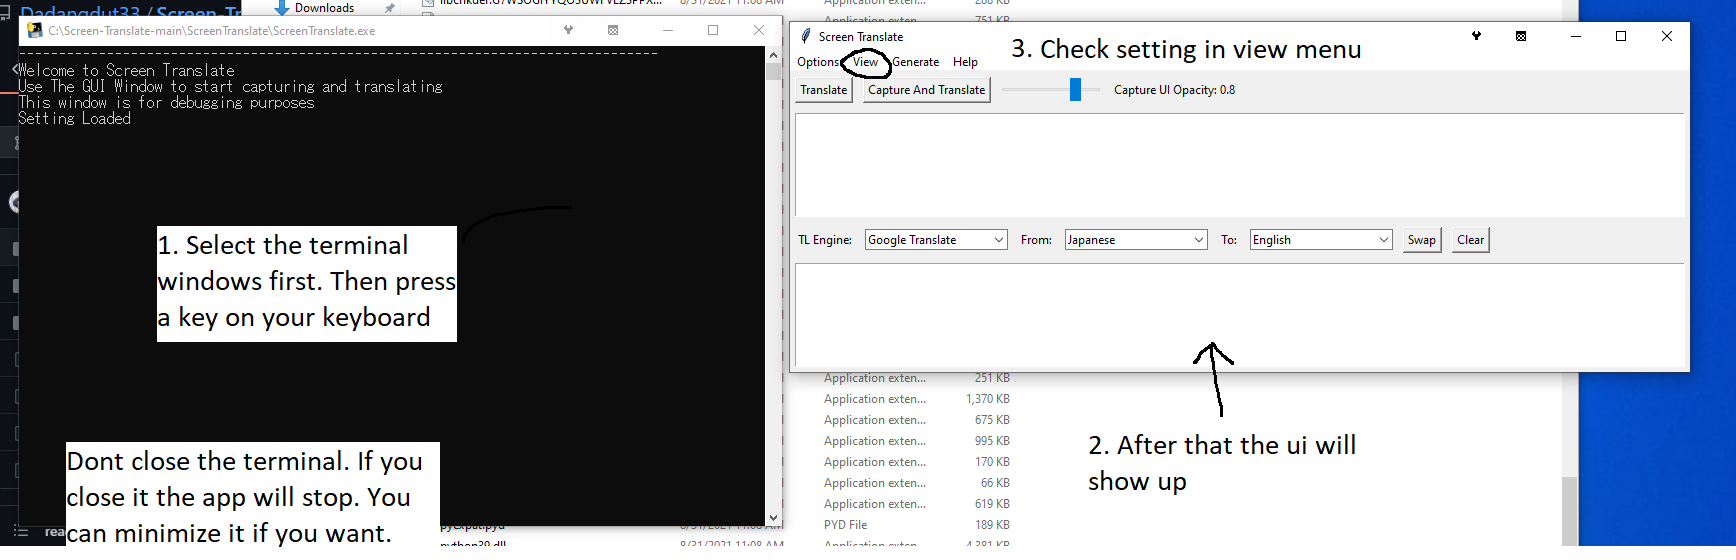 Dadangdut33 / Screen-Tr
Downloads
8/31/2021 11:08 AM
Application exten...
288 KB
Application exten...
751 KB
C:\Screen-Translate-main\ScreenTranslate\ScreenTranslate.exe
Welcome to Screen Translate
Use The GUI Window to start capturing and translating
This window is for debugging purposes
Setting Loaded
1. Select the terminal
windows first. Then press
a key on your keyboard
Dont close the terminal. If you
close it the app will stop. You
can minimize it if you want.
Screen Translate
3. Check setting in view menu
Options View Generate Help
Translate Capture And Translate Capture UI Opacity: 0.8
TL Engine: Google Translate From: Japanese To: English Swap Clear
2. After that the ui will
show up
Application exten... 251 KB
Application exten... 1,370 KB
Application exten... 675 KB
Application exten... 995 KB
Application exten... 170 KB
Application exten... 66 KB
Application exten... 619 KB
rea
pyexpat.pyd 8/31/2021 11:08 AM PYD File 189 KB
python39.dll 8/31/2021 11:08 AM Application exten... 4,381 KB